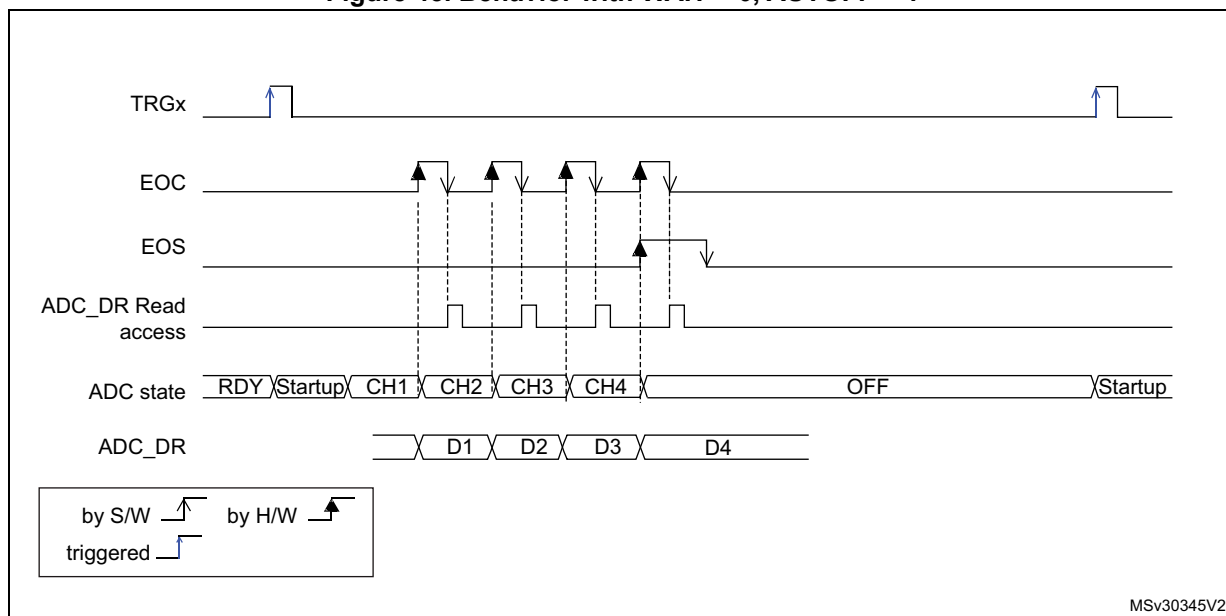 TRGx
EOC
EOS
ADC_DR Read
access
ADC state RDY Startup CH1 CH2 CH3 CH4 OFF Startup
ADC_DR D1 D2 D3 D4
by S/W by H/W
triggered
MSv30345V2